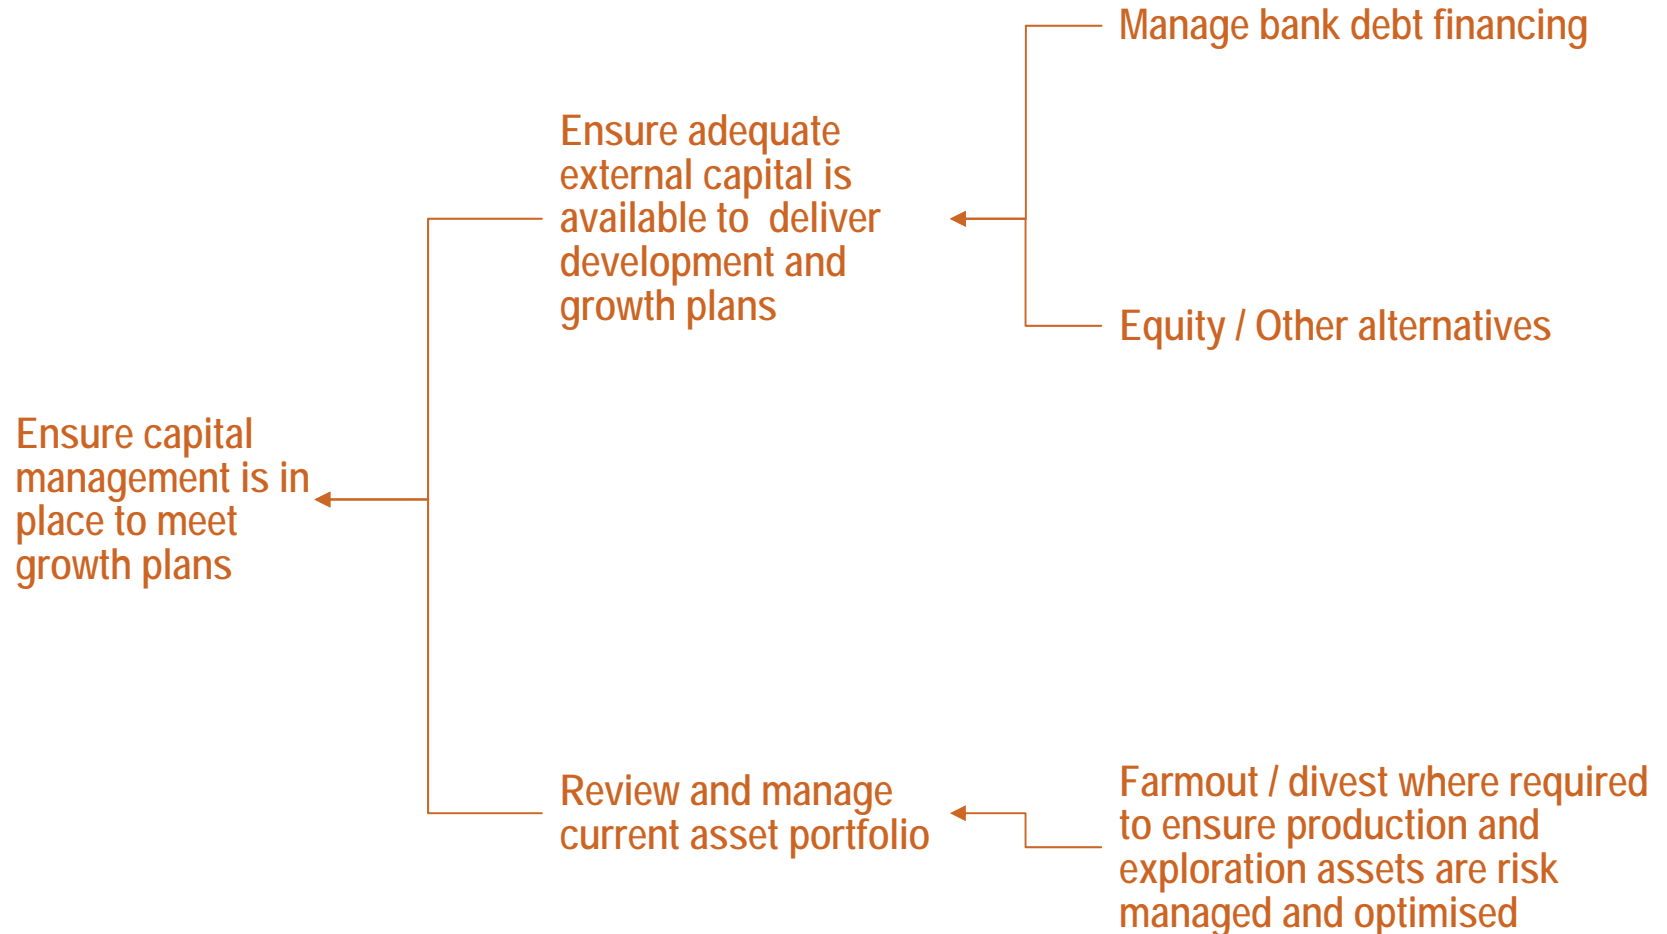 Manage bank debt financing
Ensure adequate
external capital is
available to  deliver
development and
growth plans
Equity / Other alternatives
Ensure capital
management is in
place to meet
growth plans
Review and manage
current asset portfolio
Farmout / divest where required
to ensure production and
exploration assets are risk
managed and optimised